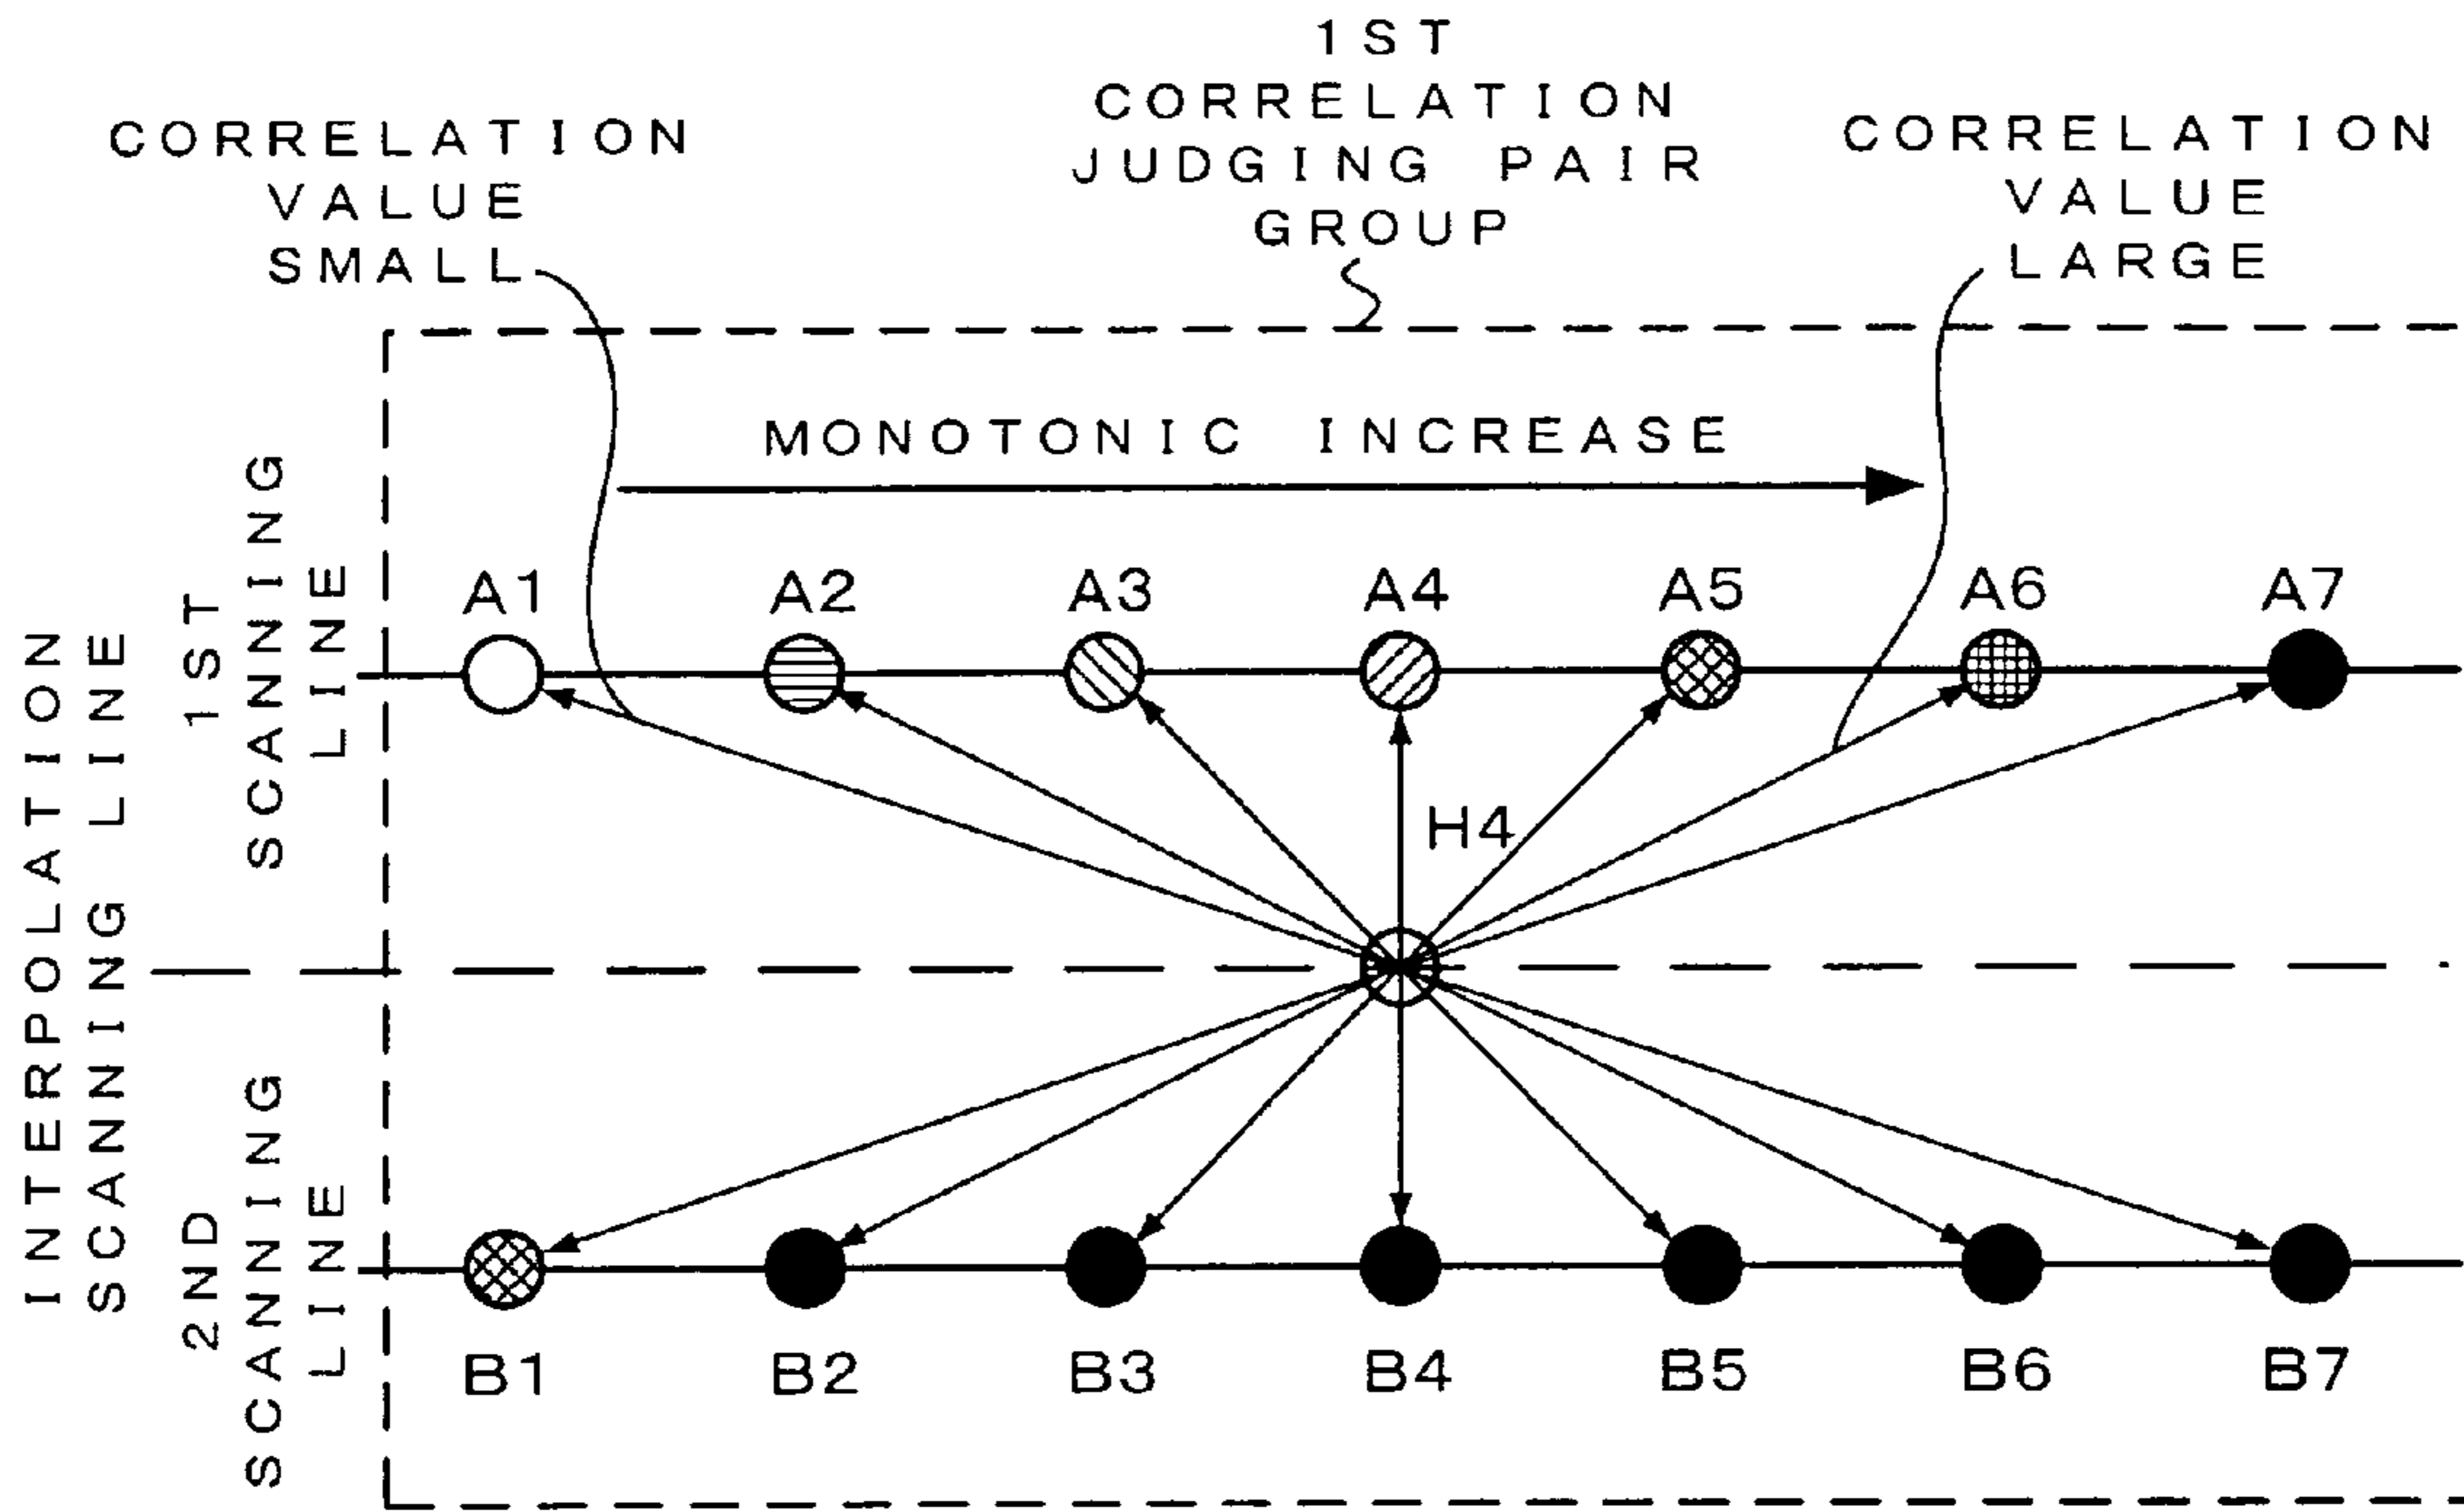 1ST
CORRELATION
JUDGING PAIR
GROUP
CORRELATION
VALUE
SMALL
CORRELATION
VALUE
LARGE
MONOTONIC INCREASE
INTERPOLATION
SCANNING LINE
1ST
SCANNING
LINE
A1 A2 A3 A4 A5 A6 A7
H4
2ND
SCANNING
LINE
B1 B2 B3 B4 B5 B6 B7